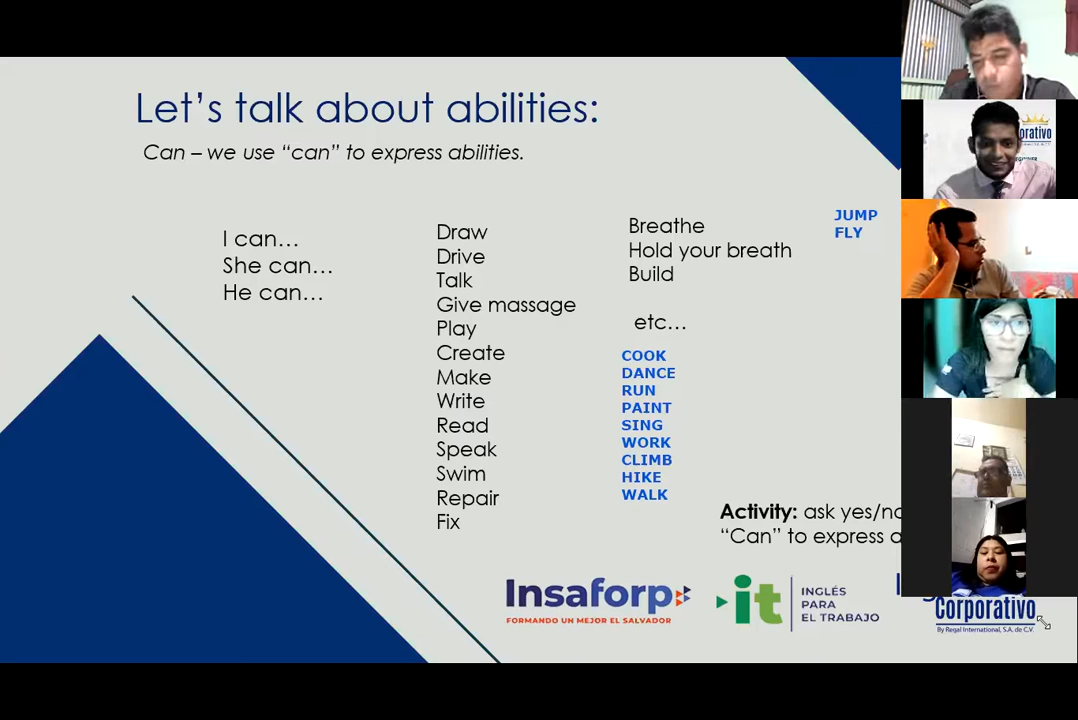 Let's talk about abilities:
Can – we use "can" to express abilities.
I can…
She can…
He can…
Draw
Drive
Talk
Give massage
Play
Create
Make
Write
Read
Speak
Swim
Repair
Fix
Breathe
Hold your breath
Build
etc…
COOK
DANCE
RUN
PAINT
SING
WORK
CLIMB
HIKE
WALK
JUMP
FLY
Activity: ask yes/no
"Can" to express a
Insaforp
FORMANDO UN MEJOR EL SALVADOR
it
INGLÉS
PARA
EL TRABAJO
Corporativo
By Regal International, S.A. de C.V.